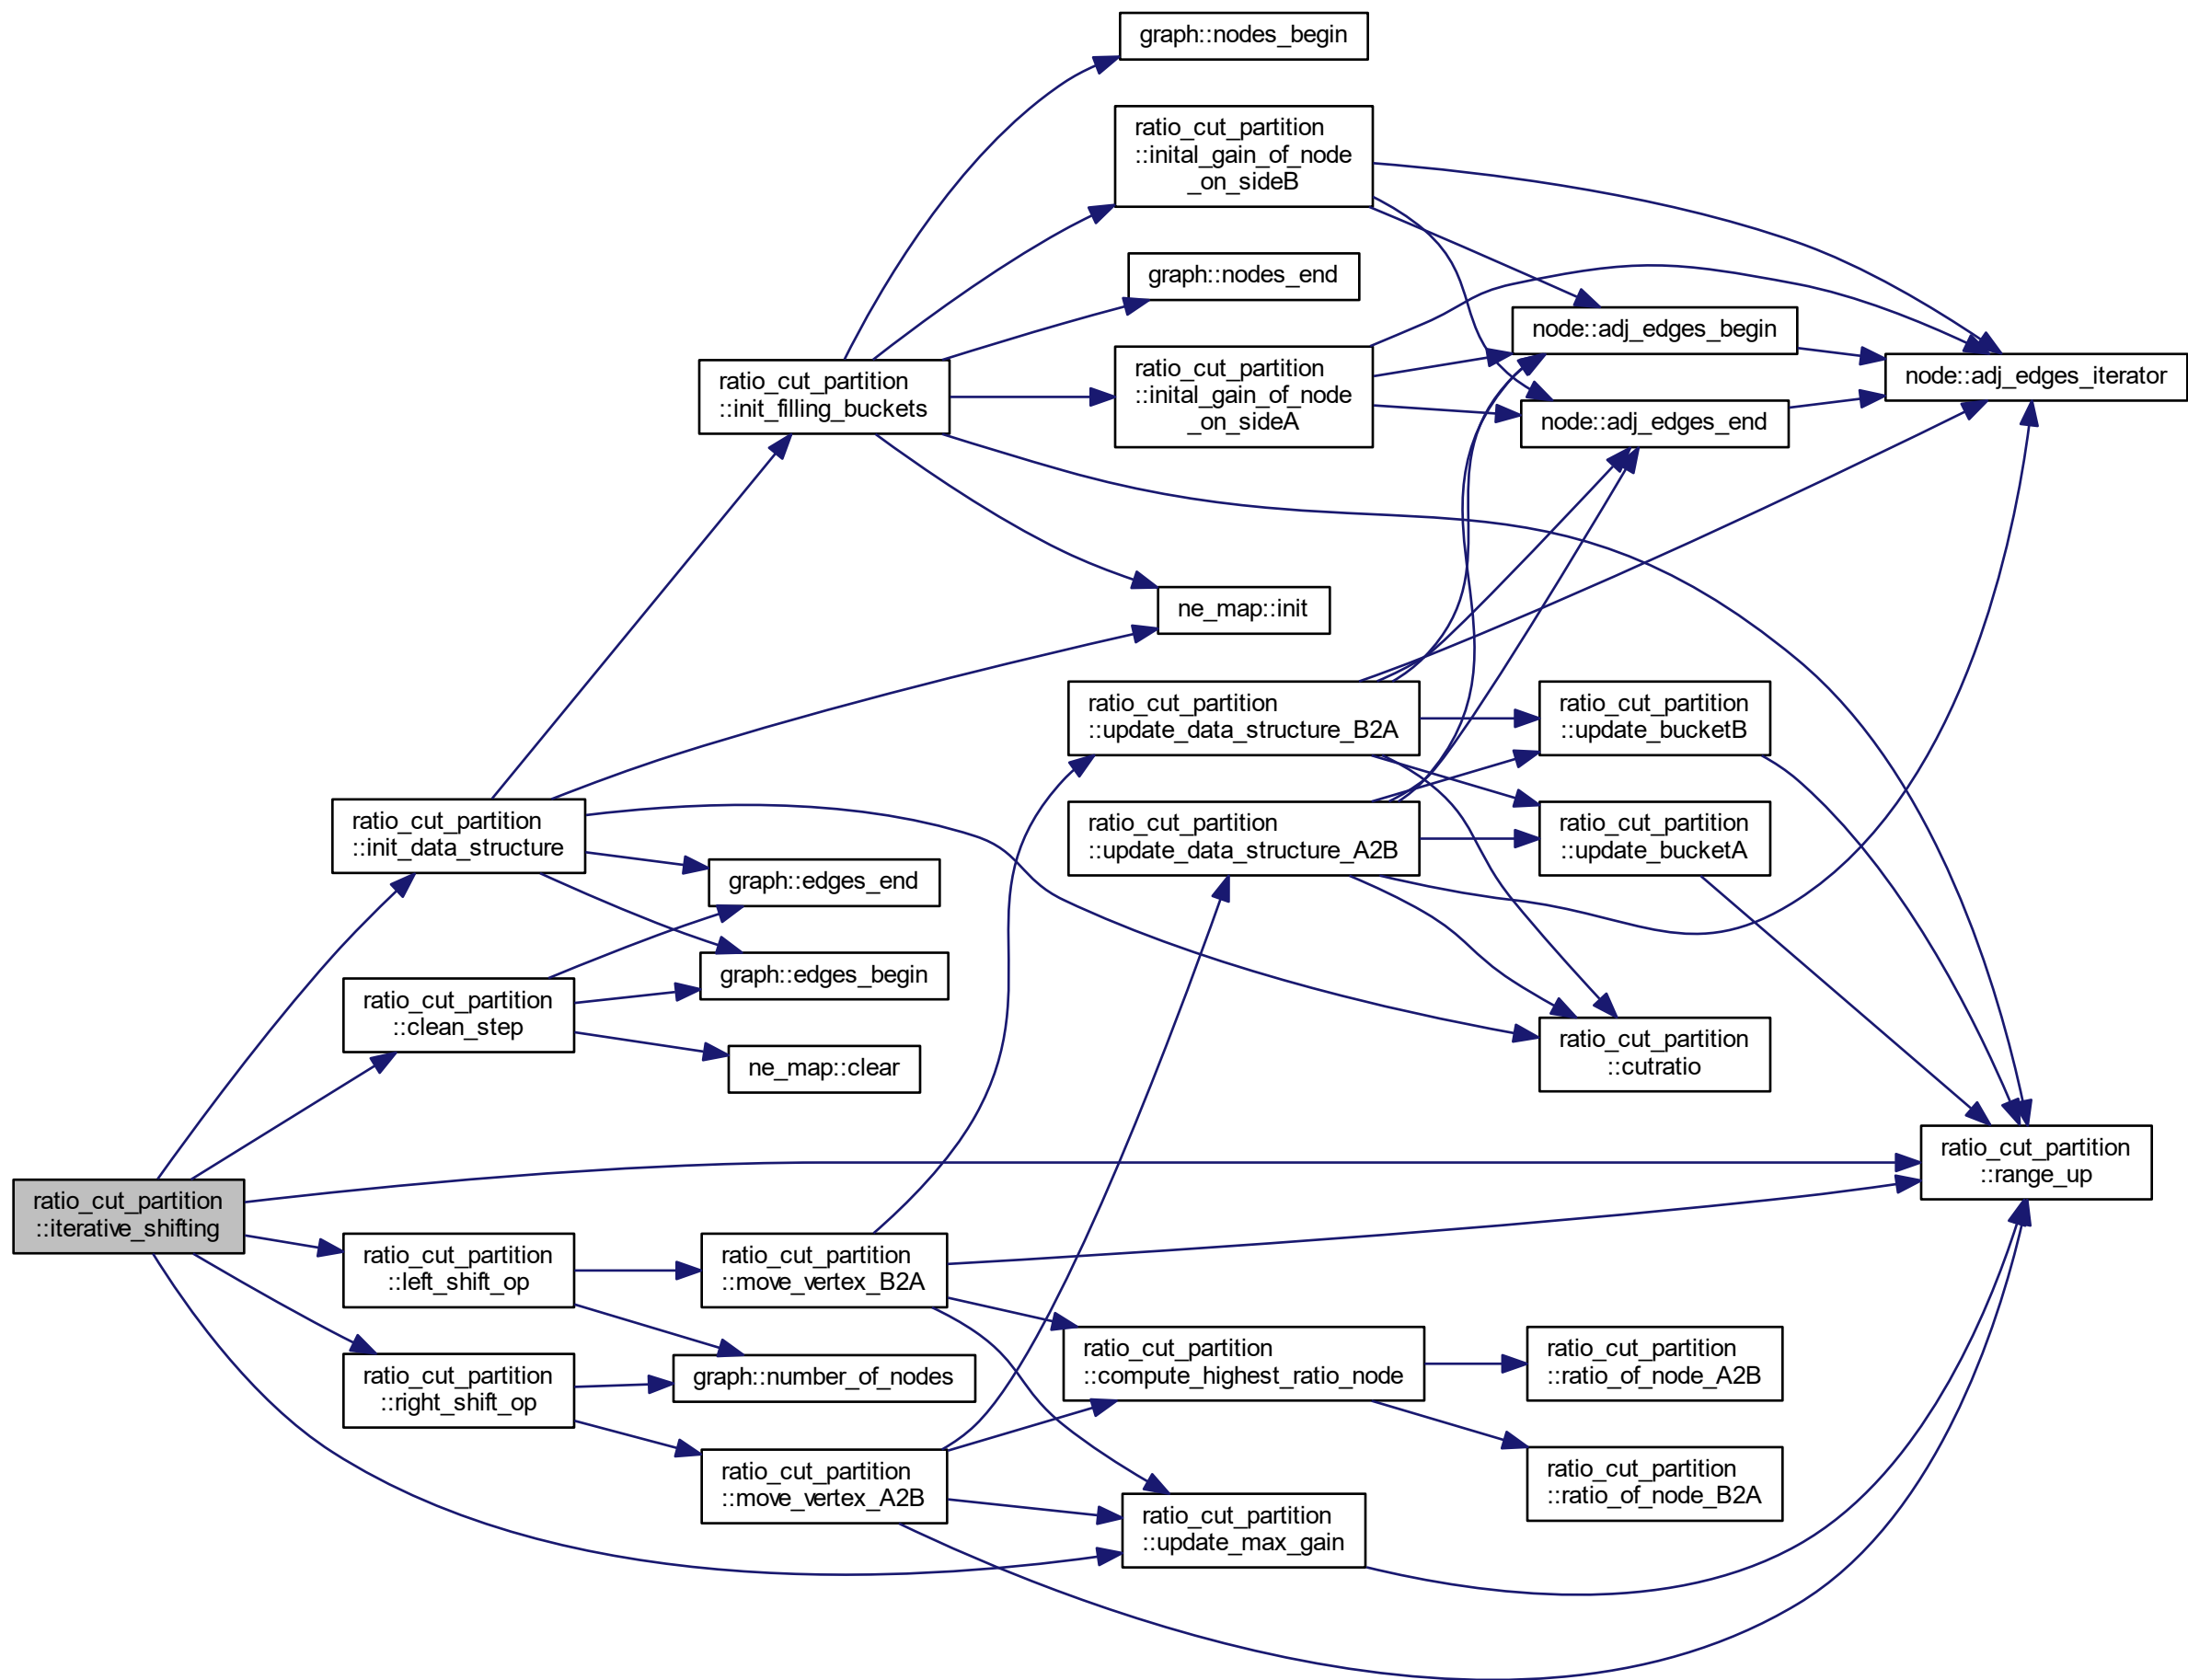 graph::nodes_begin
ratio_cut_partition
::inital_gain_of_node
_on_sideB
graph::nodes_end
node::adj_edges_begin
ratio_cut_partition
::inital_gain_of_node
_on_sideA
node::adj_edges_iterator
ratio_cut_partition
::init_filling_buckets
node::adj_edges_end
ne_map::init
ratio_cut_partition
::update_data_structure_B2A
ratio_cut_partition
::update_bucketB
ratio_cut_partition
::init_data_structure
ratio_cut_partition
::update_data_structure_A2B
ratio_cut_partition
::update_bucketA
graph::edges_end
graph::edges_begin
ratio_cut_partition
::clean_step
ratio_cut_partition
::cutratio
ne_map::clear
ratio_cut_partition
::range_up
ratio_cut_partition
::iterative_shifting
ratio_cut_partition
::left_shift_op
ratio_cut_partition
::move_vertex_B2A
ratio_cut_partition
::compute_highest_ratio_node
ratio_cut_partition
::ratio_of_node_A2B
ratio_cut_partition
::right_shift_op
graph::number_of_nodes
ratio_cut_partition
::move_vertex_A2B
ratio_cut_partition
::ratio_of_node_B2A
ratio_cut_partition
::update_max_gain